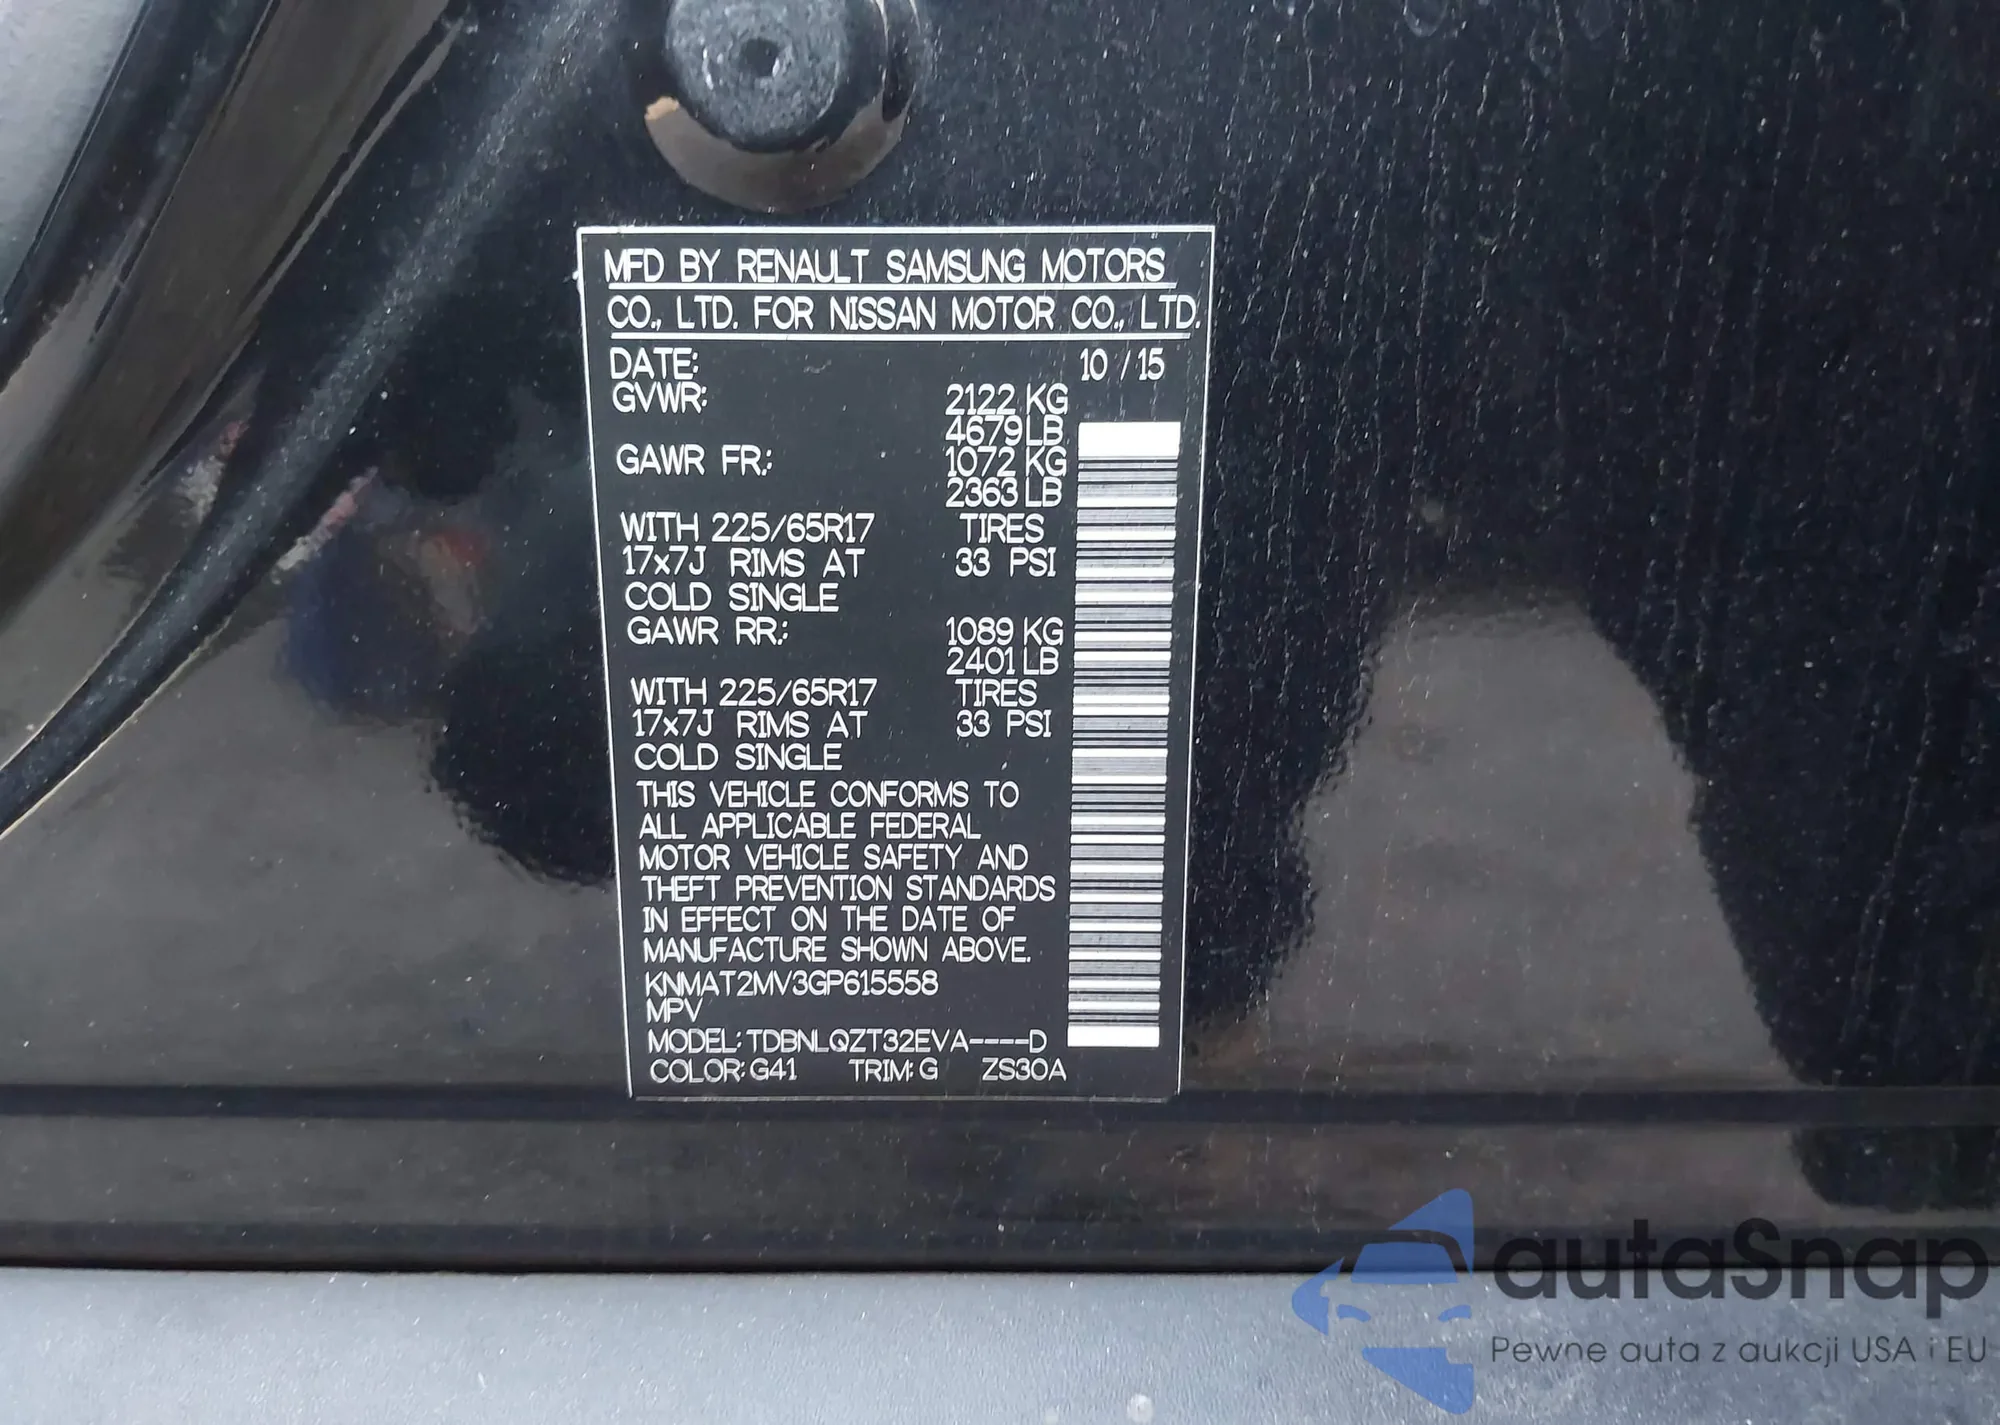 MFD BY RENAULT SAMSUNG MOTORS
CO., LTD. FOR NISSAN MOTOR CO., LTD.
DATE: 10 / 15
GVWR: 2122 KG
4679 LB
GAWR FR.: 1072 KG
2363 LB
WITH 225/65R17 TIRES
17x7J RIMS AT 33 PSI
COLD SINGLE
GAWR RR.: 1089 KG
2401 LB
WITH 225/65R17 TIRES
17x7J RIMS AT 33 PSI
COLD SINGLE
THIS VEHICLE CONFORMS TO
ALL APPLICABLE FEDERAL
MOTOR VEHICLE SAFETY AND
THEFT PREVENTION STANDARDS
IN EFFECT ON THE DATE OF
MANUFACTURE SHOWN ABOVE.
KNMAT2MV3GP615558
MPV
MODEL: TDBNLQZT32EVA----D
COLOR: G41 TRIM: G ZS30A
autaSnap
Pewne auta z aukcji USA i EU